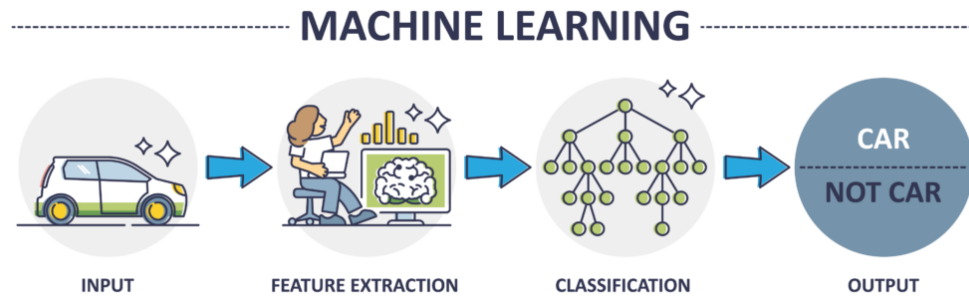 MACHINE LEARNING
CAR
NOT CAR
INPUT
FEATURE EXTRACTION
CLASSIFICATION
OUTPUT